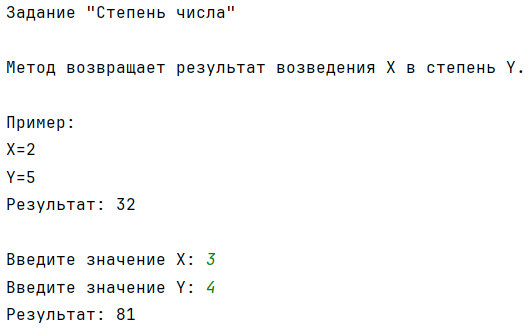 Задание "Степень числа"
Метод возвращает результат возведения X в степень Y.
Пример:
X=2
Y=5
Результат: 32
Введите значение X: 3
Введите значение Y: 4
Результат: 81